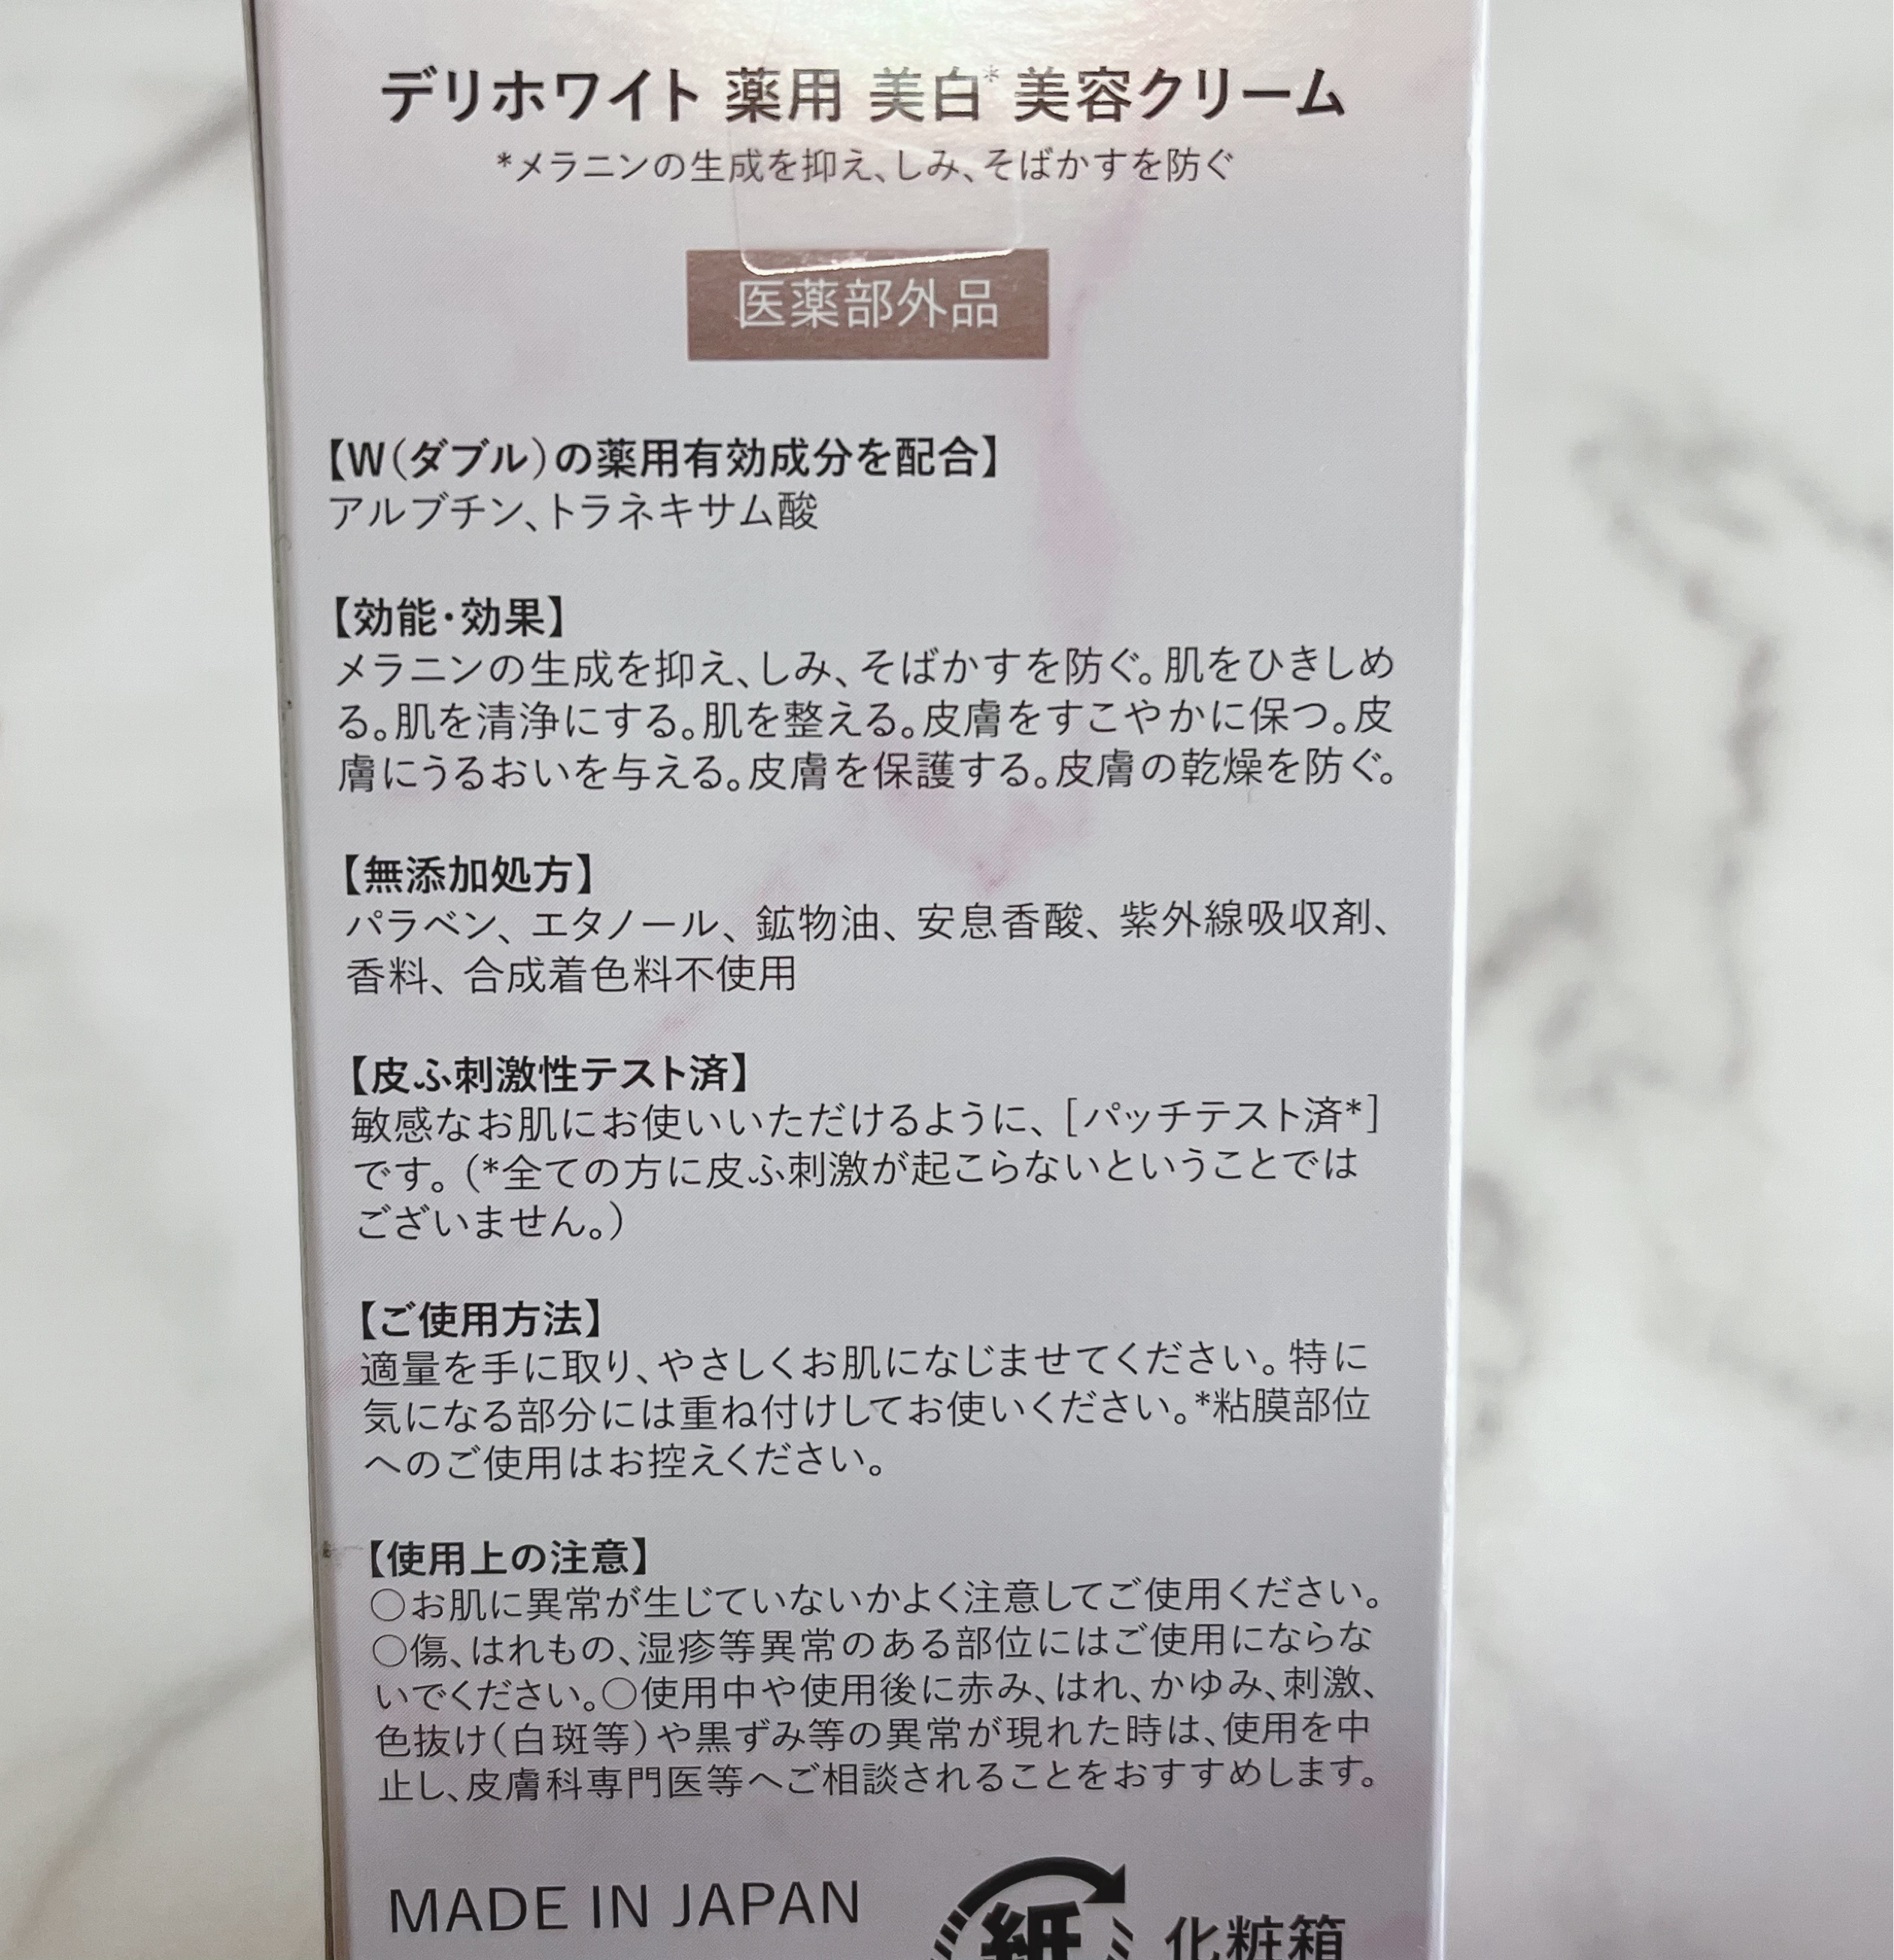 デリホワイト 薬用 美白* 美容クリーム
*メラニンの生成を抑え、しみ、そばかすを防ぐ
医薬部外品
【W(ダブル)の薬用有効成分を配合】
アルブチン、トラネキサム酸
【効能・効果】
メラニンの生成を抑え、しみ、そばかすを防ぐ。肌をひきしめ
る。肌を清浄にする。肌を整える。皮膚をすこやかに保つ。皮
膚にうるおいを与える。皮膚を保護する。皮膚の乾燥を防ぐ。
【無添加処方】
パラベン、エタノール、鉱物油、安息香酸、紫外線吸収剤、
香料、合成着色料不使用
【皮ふ刺激性テスト済】
敏感なお肌にお使いいただけるように、[パッチテスト済*]
です。(*全ての方に皮ふ刺激が起こらないということでは
ございません。)
【ご使用方法】
適量を手に取り、やさしくお肌になじませてください。特に
気になる部分には重ね付けしてお使いください。*粘膜部位
へのご使用はお控えください。
【使用上の注意】
○お肌に異常が生じていないかよく注意してご使用ください。
○傷、はれもの、湿疹等異常のある部位にはご使用にならな
いでください。○使用中や使用後に赤み、はれ、かゆみ、刺激、
色抜け(白斑等)や黒ずみ等の異常が現れた時は、使用を中
止し、皮膚科専門医等へご相談されることをおすすめします。
MADE IN JAPAN
紙 化粧箱